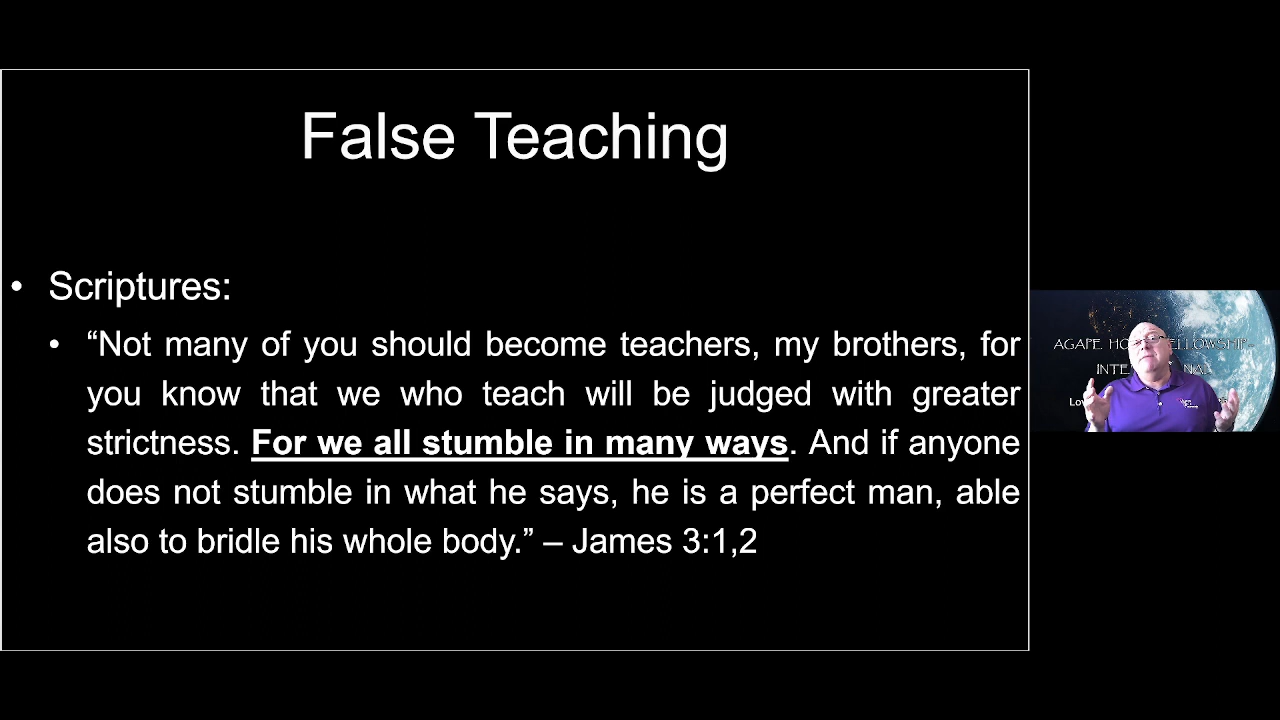 False Teaching
• Scriptures:
• “Not many of you should become teachers, my brothers, for
you know that we who teach will be judged with greater
strictness. For we all stumble in many ways. And if anyone
does not stumble in what he says, he is a perfect man, able
also to bridle his whole body.” – James 3:1,2
AGAPE